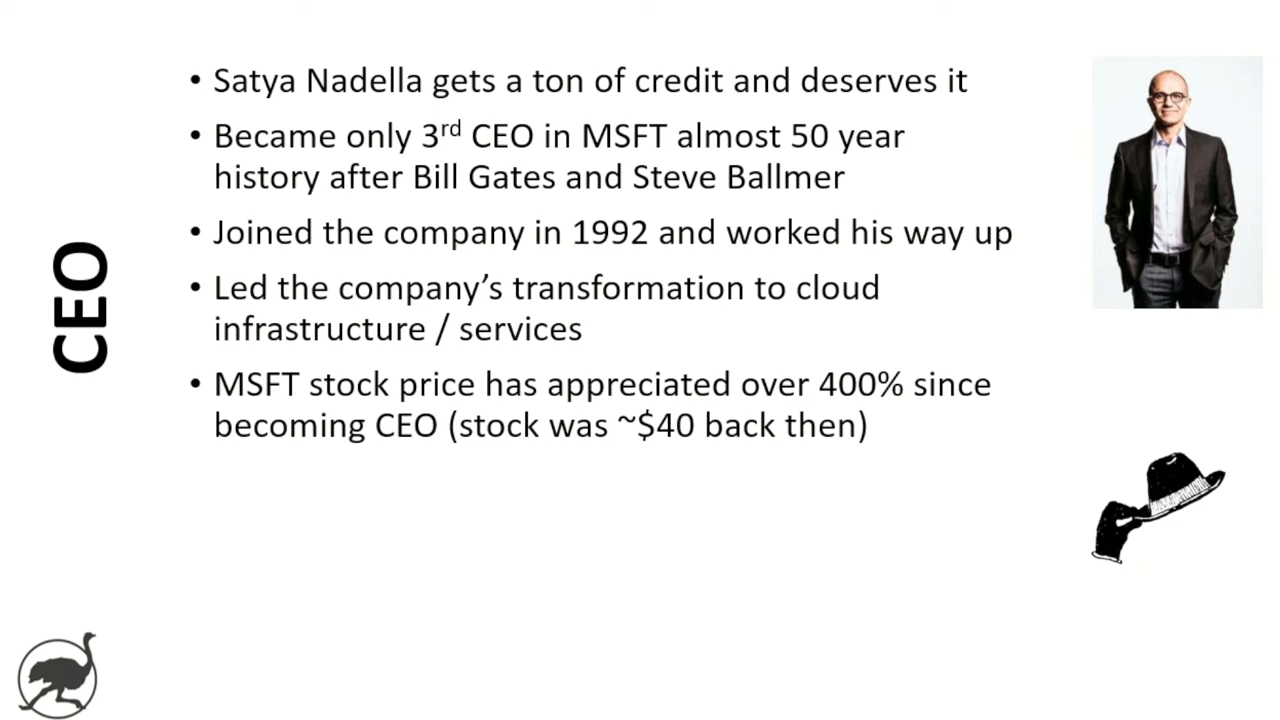 CEO
• Satya Nadella gets a ton of credit and deserves it
• Became only 3rd CEO in MSFT almost 50 year
history after Bill Gates and Steve Ballmer
• Joined the company in 1992 and worked his way up
• Led the company’s transformation to cloud
infrastructure / services
• MSFT stock price has appreciated over 400% since
becoming CEO (stock was ~$40 back then)